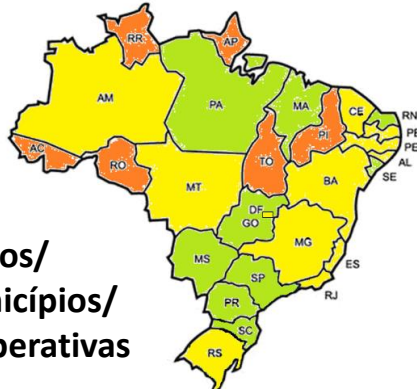 RR
AP
AM
PA
MA
CE
RN
PI
PE
AC
AL
RO
TO
SE
MT
BA
DF
GO
MG
os/
MS
ES
nicípios/
SP
RJ
PR
perativas
SC
RS